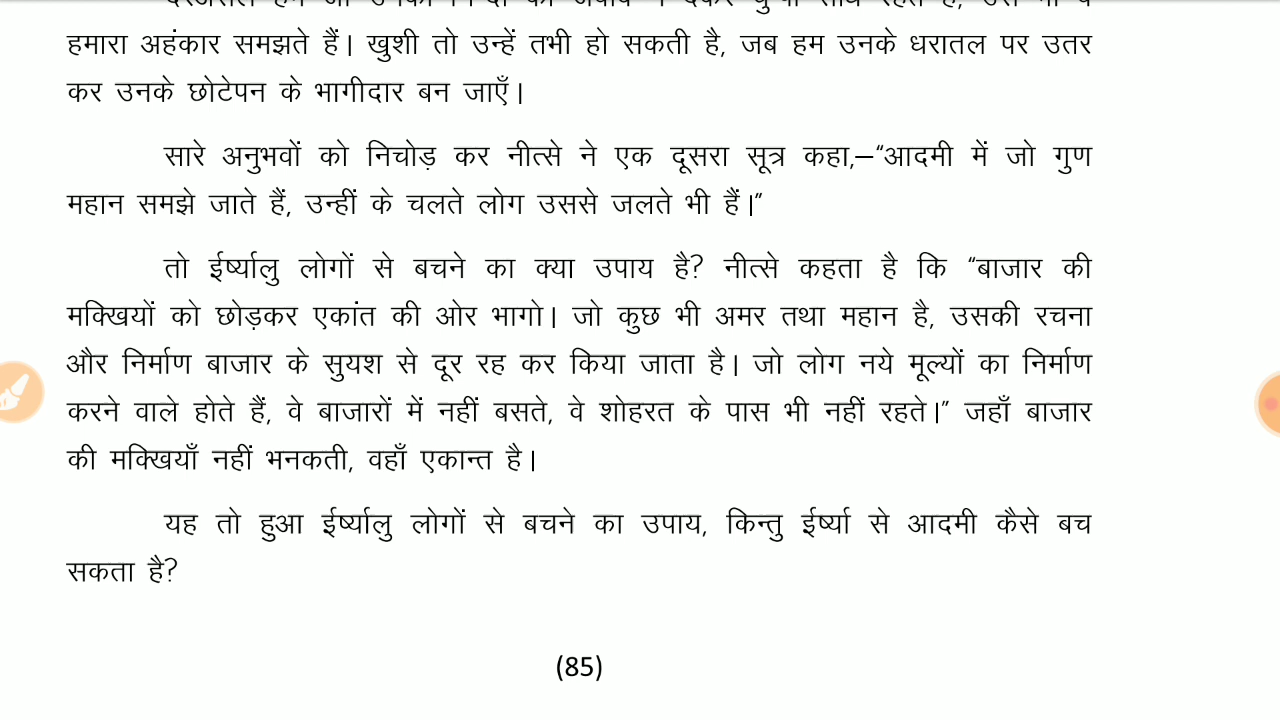 हमारा अहंकार समझते हैं। खुशी तो उन्हें तभी हो सकती है, जब हम उनके धरातल पर उतर
कर उनके छोटेपन के भागीदार बन जाएँ।
सारे अनुभवों को निचोड़ कर नीत्से ने एक दूसरा सूत्र कहा,–“आदमी में जो गुण
महान समझे जाते हैं, उन्हीं के चलते लोग उससे जलते भी हैं।”
तो ईर्ष्यालु लोगों से बचने का क्या उपाय है? नीत्से कहता है कि “बाजार की
मक्खियों को छोड़कर एकांत की ओर भागो। जो कुछ भी अमर तथा महान है, उसकी रचना
और निर्माण बाजार के सुयश से दूर रह कर किया जाता है। जो लोग नये मूल्यों का निर्माण
करने वाले होते हैं, वे बाजारों में नहीं बसते, वे शोहरत के पास भी नहीं रहते।” जहाँ बाजार
की मक्खियाँ नहीं भनकती, वहाँ एकान्त है।
यह तो हुआ ईर्ष्यालु लोगों से बचने का उपाय, किन्तु ईर्ष्या से आदमी कैसे बच
सकता है?
(85)